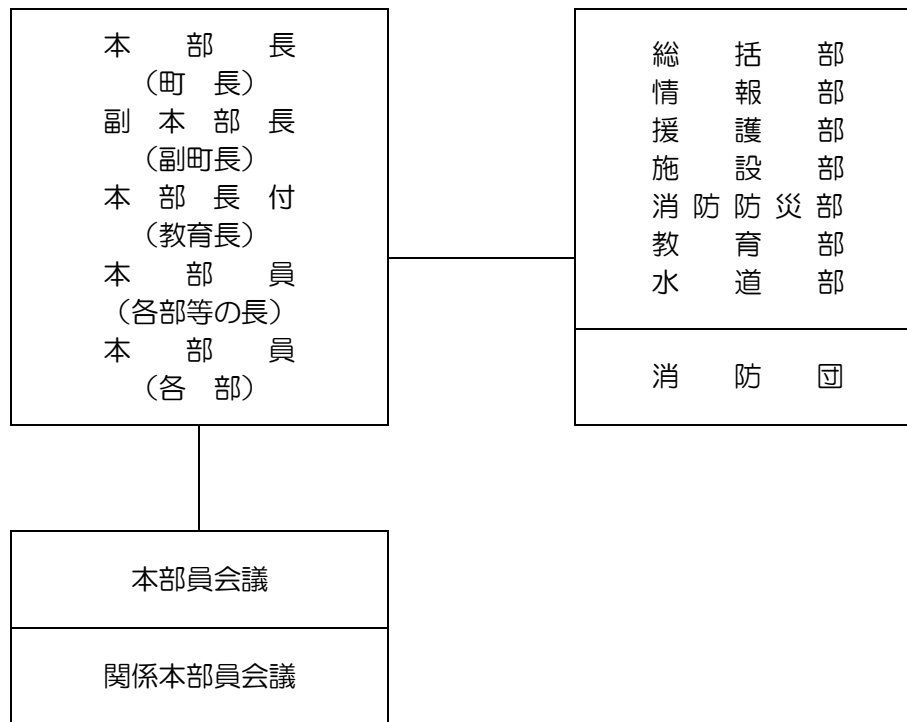 本部長
（町長）
副本部長
（副町長）
本部長付
（教育長）
本部員
（各部等の長）
本部員
（各部）
総括部
情報部
援護部
施設部
消防防災部
教育部
水道部
消防団
本部員会議
関係本部員会議